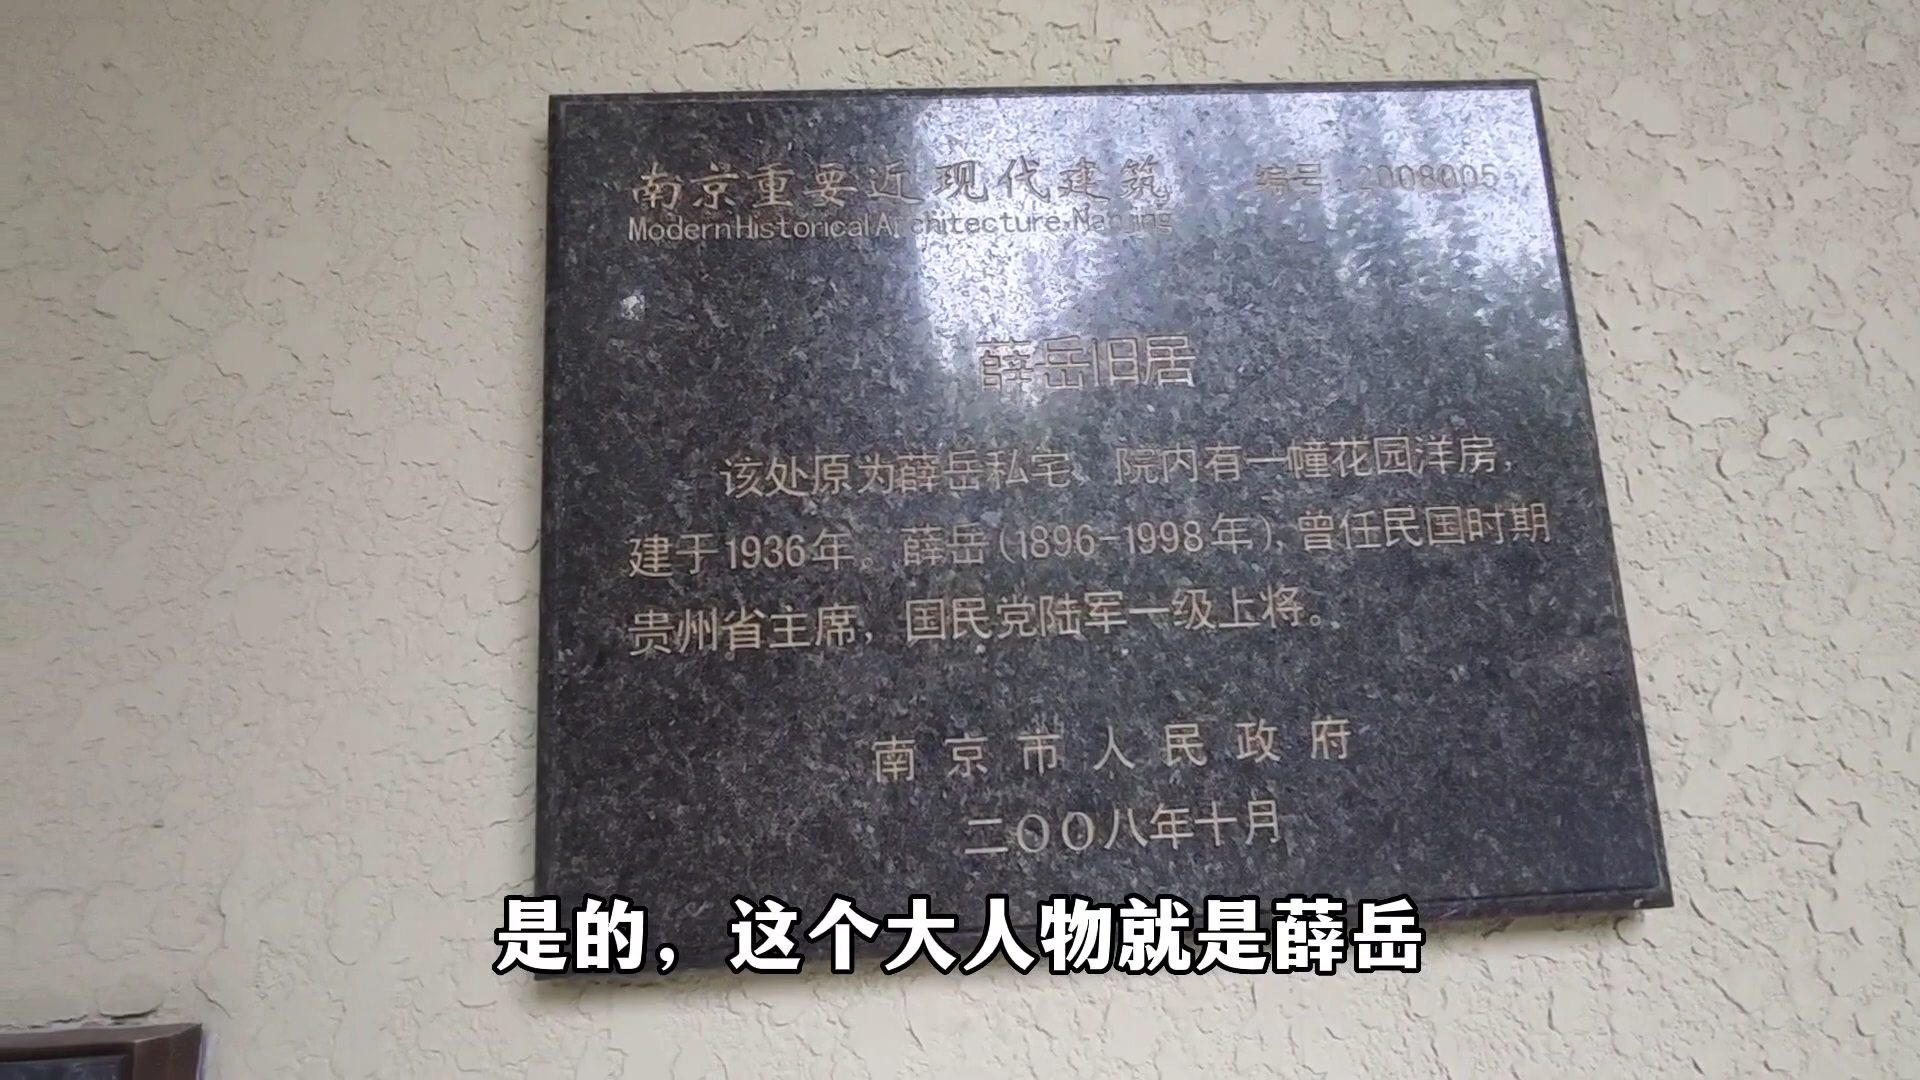 南京重要近现代建筑 编号 2008005
Modern Historical Architecture, Nanjing
薛岳旧居
该处原为薛岳私宅、院内有一幢花园洋房，
建于1936年。薛岳（1896-1998年），曾任民国时期
贵州省主席，国民党陆军一级上将。
南京市人民政府
二〇〇八年十月
是的，这个大人物就是薛岳